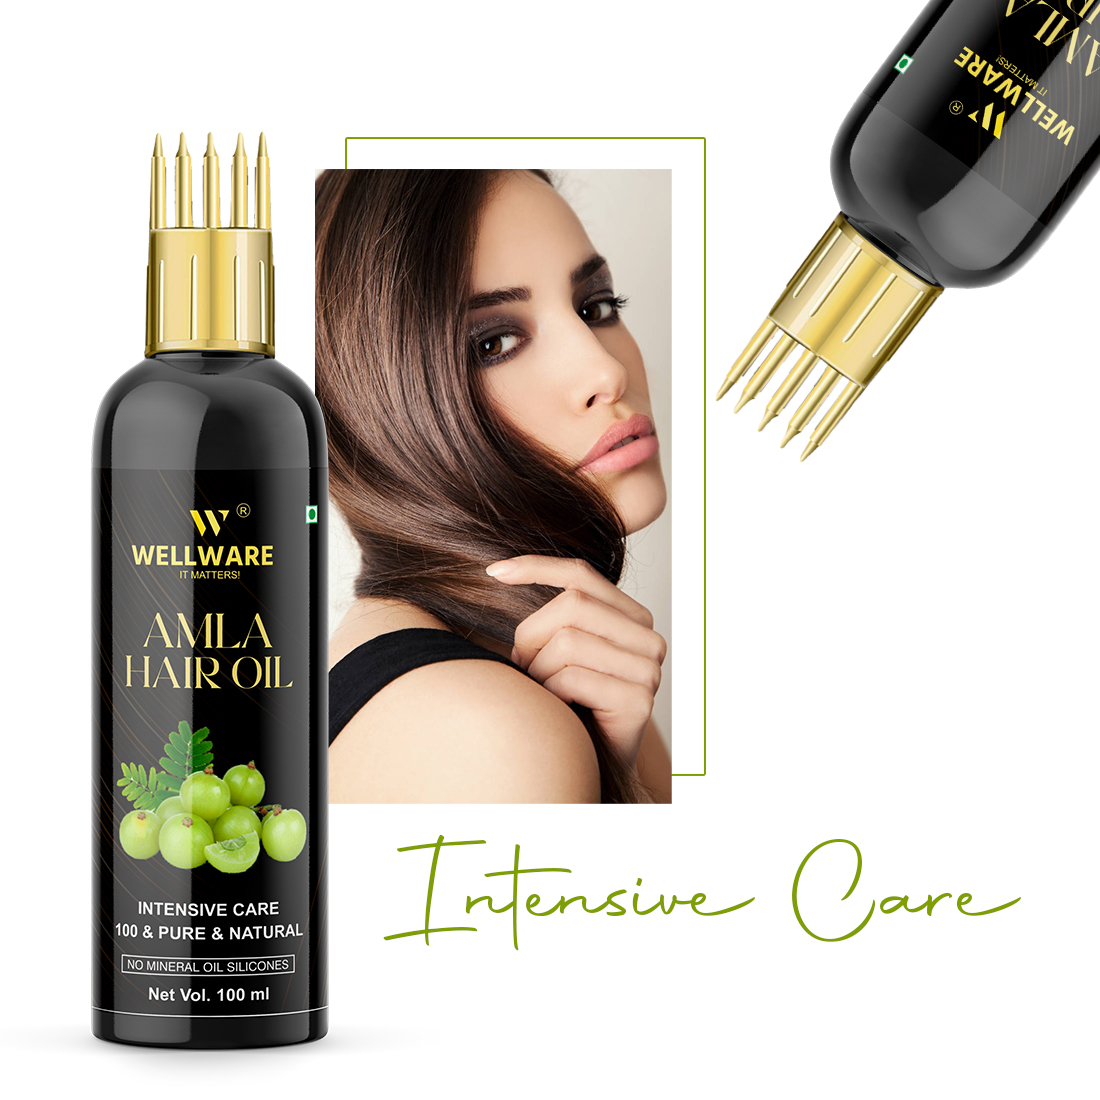 W ®
WELLWARE
IT MATTERS!
AMLA
HAIR OIL
INTENSIVE CARE
100 & PURE & NATURAL
NO MINERAL OIL SILICONES
Net Vol. 100 ml
AMLA
W ®
WELLWARE
IT MATTERS!
Intensive Care